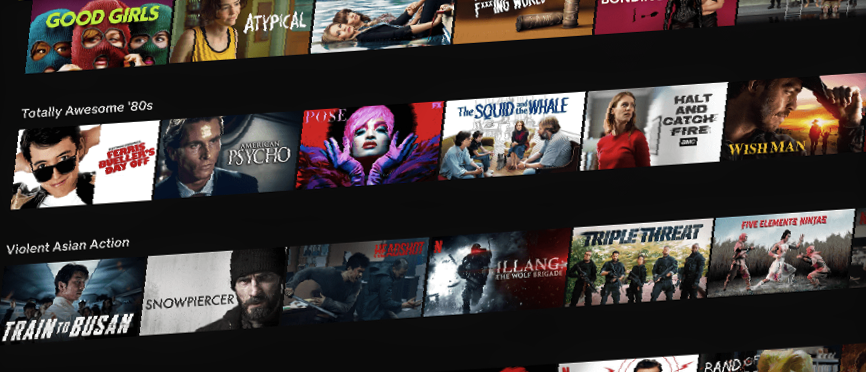 GOOD GIRLS
ATYPICAL
F***ING WORLD
Totally Awesome '80s
FERRIS
BUELLER'S
DAY OFF
AMERICAN
PSYCHO
POSE
FX
The SQUID and the WHALE
HALT
AND
CATCH
FIRE
AMC
WISH MAN
Violent Asian Action
TRAIN TO BUSAN
SNOWPIERCER
HEADSHOT
N
ILLANG:
THE WOLF BRIGADE
TRIPLE THREAT
FIVE ELEMENTS NINJAS
N
BAND OF